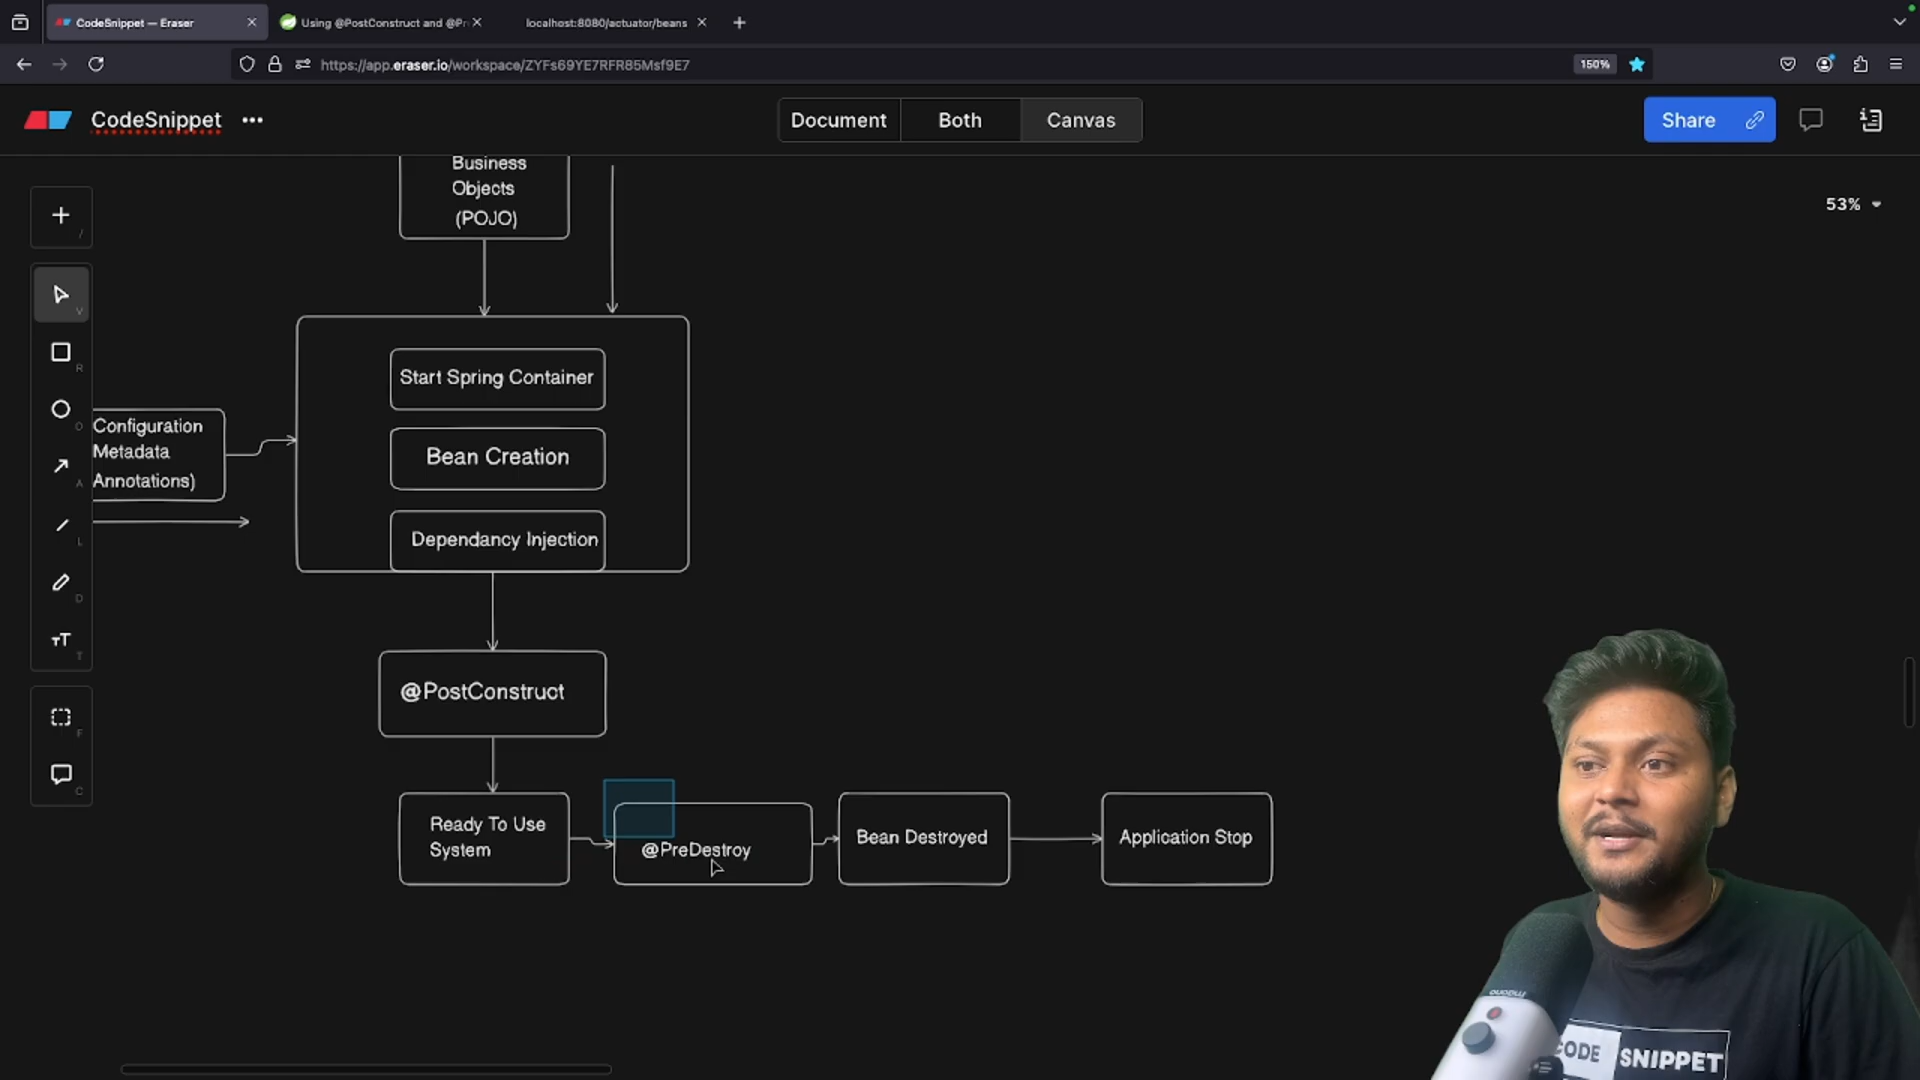 CodeSnippet — Eraser
Using @PostConstruct and @Pr
localhost:8080/actuator/beans
https://app.eraser.io/workspace/ZYFs69YE7RFR85Msf9E7
150%
CodeSnippet
Document
Both
Canvas
Share
53%
Business
Objects
(POJO)
Start Spring Container
Bean Creation
Dependancy Injection
Configuration
Metadata
Annotations)
@PostConstruct
Ready To Use
System
@PreDestroy
Bean Destroyed
Application Stop
/
V
R
O
A
L
D
T
F
C
maono
CODE
SNIPPET